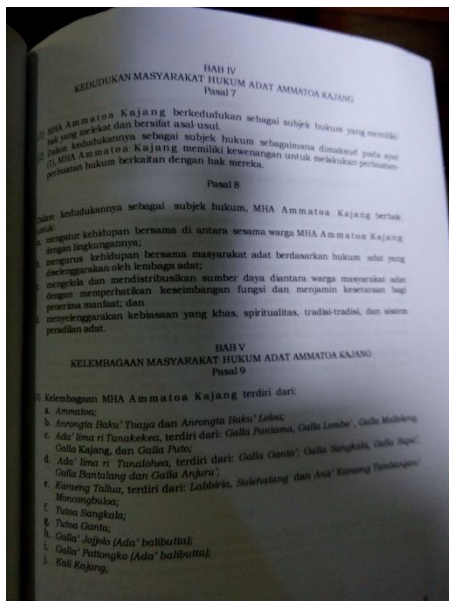 BAB IV
KEDUDUKAN MASYARAKAT HUKUM ADAT AMMATOA KAJANG
Pasal 7
(1) MHA Ammatoa Kajang berkedudukan sebagai subjek hukum yang memiliki
hak yang melekat dan bersifat asal-usul.
(2) Dalam kedudukannya sebagai subjek hukum sebagaimana dimaksud pada ayat
(1), MHA Ammatoa Kajang memiliki kewenangan untuk melakukan perbuatan-
perbuatan hukum berkaitan dengan hak mereka.
Pasal 8
Dalam kedudukannya sebagai subjek hukum, MHA Ammatoa Kajang berhak
untuk:
a. mengatur kehidupan bersama di antara sesama warga MHA Ammatoa Kajang
dengan lingkungannya;
b. mengurus kehidupan bersama masyarakat adat berdasarkan hukum adat yang
diselenggarakan oleh lembaga adat;
c. mengelola dan mendistribusikan sumber daya diantara warga masyarakat adat
dengan memperhatikan keseimbangan fungsi dan menjamin kesetaraan bagi
penerima manfaat; dan
d. menyelenggarakan kebiasaan yang khas, spiritualitas, tradisi-tradisi, dan sistem
peradilan adat.
BAB V
KELEMBAGAAN MASYARAKAT HUKUM ADAT AMMATOA KAJANG
Pasal 9
Kelembagaan MHA Ammatoa Kajang terdiri dari:
a. Ammatoa;
b. Anrongta Baku' Toaya dan Anrongta Baku' Loloa;
c. Ada' lima ri Tanakekea, terdiri dari: Galla Pantama, Galla Lombo', Galla Malleleng,
Galla Kajang, dan Galla Puto;
d. Ada' lima ri Tanalohea, terdiri dari: Galla Ganta', Galla Sangkala, Galla Sapa',
Galla Bantalang dan Galla Anjuru';
e. Karaeng Tallua, terdiri dari: Labbiria, Sulehatang dan Ana' Karaeng Tambangan/
Moncongbuloa;
f. Tutoa Sangkala;
g. Tutoa Ganta;
h. Galla' Jojjolo (Ada' balibutta);
i. Galla' Pattongko (Ada' balibutta);
j. Kali Kajang;